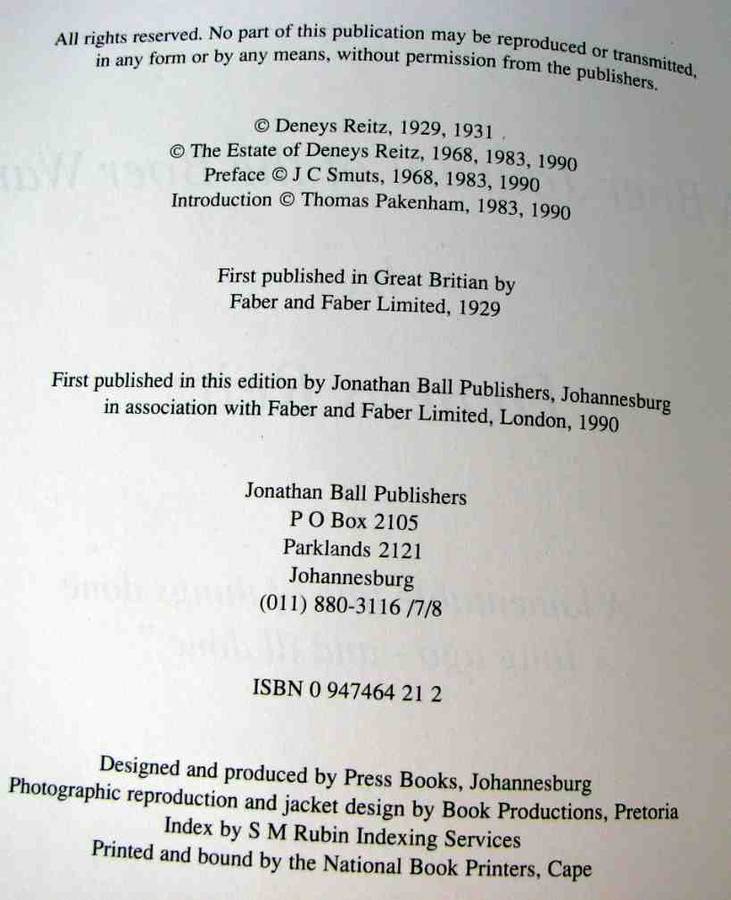 All rights reserved. No part of this publication may be reproduced or transmitted,
in any form or by any means, without permission from the publishers.
© Deneys Reitz, 1929, 1931
© The Estate of Deneys Reitz, 1968, 1983, 1990
Preface © J C Smuts, 1968, 1983, 1990
Introduction © Thomas Pakenham, 1983, 1990
First published in Great Britian by
Faber and Faber Limited, 1929
First published in this edition by Jonathan Ball Publishers, Johannesburg
in association with Faber and Faber Limited, London, 1990
Jonathan Ball Publishers
P O Box 2105
Parklands 2121
Johannesburg
(011) 880-3116 /7/8
ISBN 0 947464 21 2
Designed and produced by Press Books, Johannesburg
Photographic reproduction and jacket design by Book Productions, Pretoria
Index by S M Rubin Indexing Services
Printed and bound by the National Book Printers, Cape